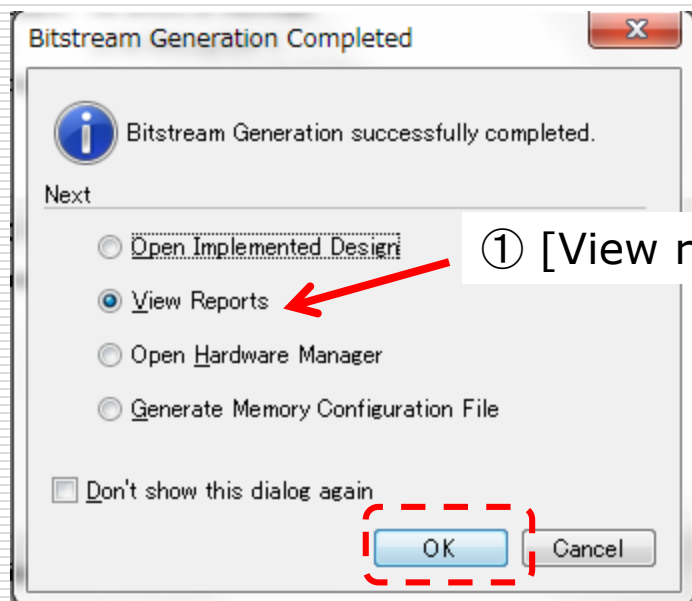 Bitstream Generation Completed
Bitstream Generation successfully completed.
Next
Open Implemented Design
① [View
View Reports
Open Hardware Manager
Generate Memory Configuration File
Don't show this dialog again
OK Cancel